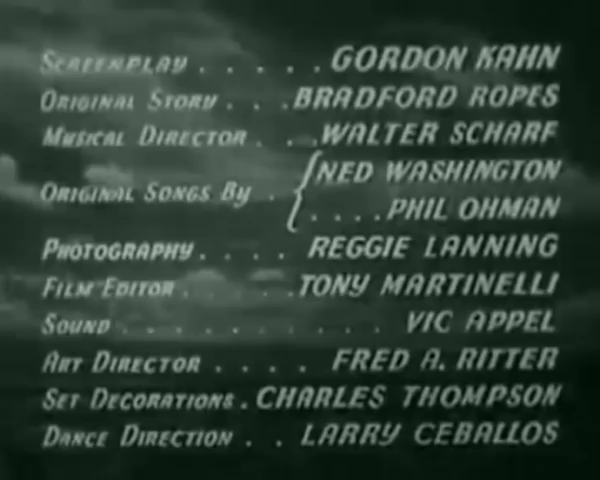 SCREENPLAY . . . . . . GORDON KAHN
ORIGINAL STORY . . . BRADFORD ROPES
MUSICAL DIRECTOR . . . WALTER SCHARF
ORIGINAL SONGS BY . { NED WASHINGTON
. . . . PHIL OHMAN
PHOTOGRAPHY . . . . REGGIE LANNING
FILM EDITOR . . . . . . TONY MARTINELLI
SOUND . . . . . . . . . . VIC APPEL
ART DIRECTOR . . . . FRED A. RITTER
SET DECORATIONS . CHARLES THOMPSON
DANCE DIRECTION . . LARRY CEBALLOS